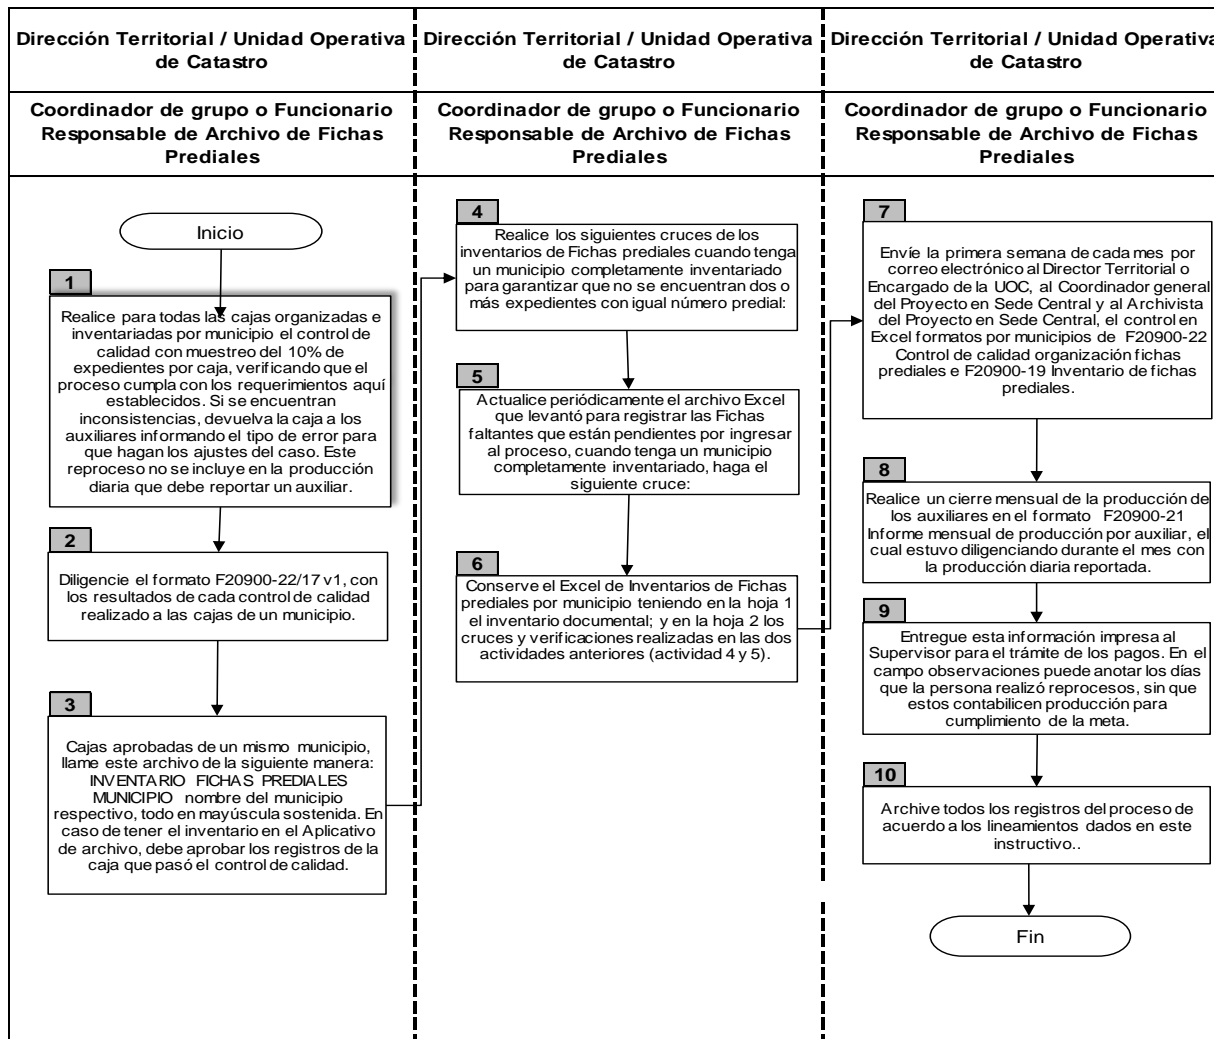 Dirección Territorial / Unidad Operativa
de Catastro
Coordinador de grupo o Funcionario
Responsable de Archivo de Fichas
Prediales
Inicio
1
Realice para todas las cajas organizadas e
inventariadas por municipio el control de
calidad con muestreo del 10% de
expedientes por caja, verificando que el
proceso cumpla con los requerimientos aquí
establecidos. Si se encuentran
inconsistencias, devuelva la caja a los
auxiliares informando el tipo de error para
que hagan los ajustes del caso. Este
reproceso no se incluye en la producción
diaria que debe reportar un auxiliar.
2
Diligencie el formato F20900-22/17 v1, con
los resultados de cada control de calidad
realizado a las cajas de un municipio.
3
Cajas aprobadas de un mismo municipio,
llame este archivo de la siguiente manera:
INVENTARIO FICHAS PREDIALES
MUNICIPIO nombre del municipio
respectivo, todo en mayúscula sostenida. En
caso de tener el inventario en el Aplicativo
de archivo, debe aprobar los registros de la
caja que pasó el control de calidad.
Dirección Territorial / Unidad Operativa
de Catastro
Coordinador de grupo o Funcionario
Responsable de Archivo de Fichas
Prediales
4
Realice los siguientes cruces de los
inventarios de Fichas prediales cuando tenga
un municipio completamente inventariado
para garantizar que no se encuentran dos o
más expedientes con igual número predial:
5
Actualice periódicamente el archivo Excel
que levantó para registrar las Fichas
faltantes que están pendientes por ingresar
al proceso, cuando tenga un municipio
completamente inventariado, haga el
siguiente cruce:
6
Conserve el Excel de Inventarios de Fichas
prediales por municipio teniendo en la hoja 1
el inventario documental; y en la hoja 2 los
cruces y verificaciones realizadas en las dos
actividades anteriores (actividad 4 y 5).
Dirección Territorial / Unidad Operativa
de Catastro
Coordinador de grupo o Funcionario
Responsable de Archivo de Fichas
Prediales
7
Envíe la primera semana de cada mes por
correo electrónico al Director Territorial o
Encargado de la UOC, al Coordinador general
del Proyecto en Sede Central y al Archivista
del Proyecto en Sede Central, el control en
Excel formatos por municipios de F20900-22
Control de calidad organización fichas
prediales e F20900-19 Inventario de fichas
prediales.
8
Realice un cierre mensual de la producción de
los auxiliares en el formato F20900-21
Informe mensual de producción por auxiliar, el
cual estuvo diligenciando durante el mes con
la producción diaria reportada.
9
Entregue esta información impresa al
Supervisor para el trámite de los pagos. En el
campo observaciones puede anotar los días
que la persona realizó reprocesos, sin que
estos contabilicen producción para
cumplimiento de la meta.
10
Archive todos los registros del proceso de
acuerdo a los lineamientos dados en este
instructivo..
Fin